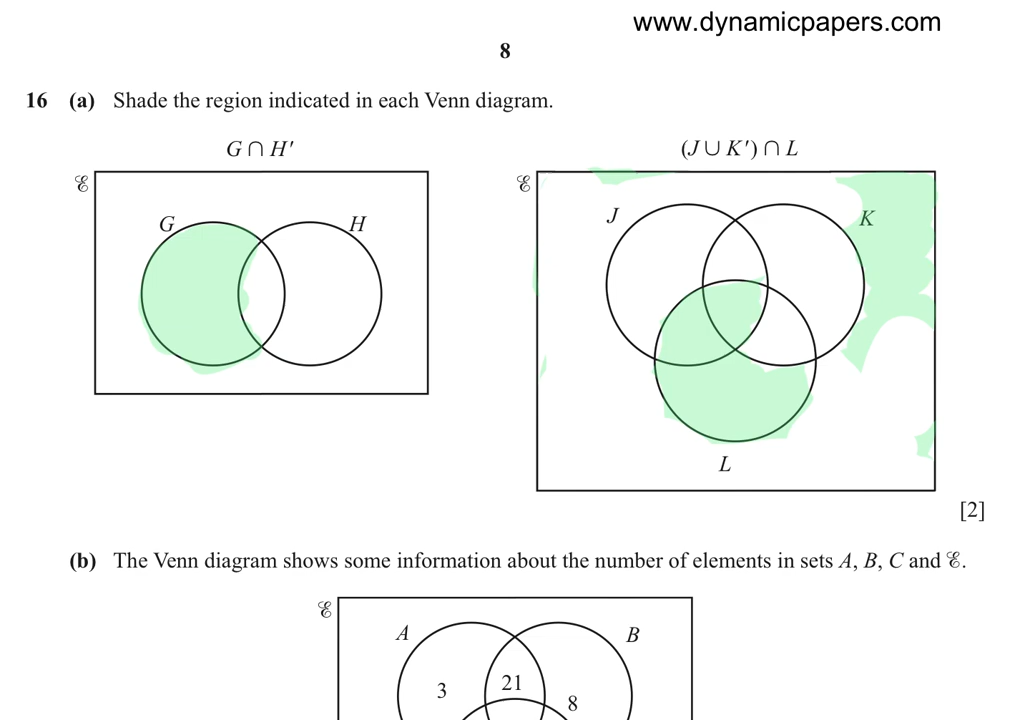 www.dynamicpapers.com
8
16 (a) Shade the region indicated in each Venn diagram.
G ∩ H′
(J ∪ K′) ∩ L
ℰ
G
H
ℰ
J
K
L
[2]
(b) The Venn diagram shows some information about the number of elements in sets A, B, C and ℰ.
ℰ
A
B
3
21
8